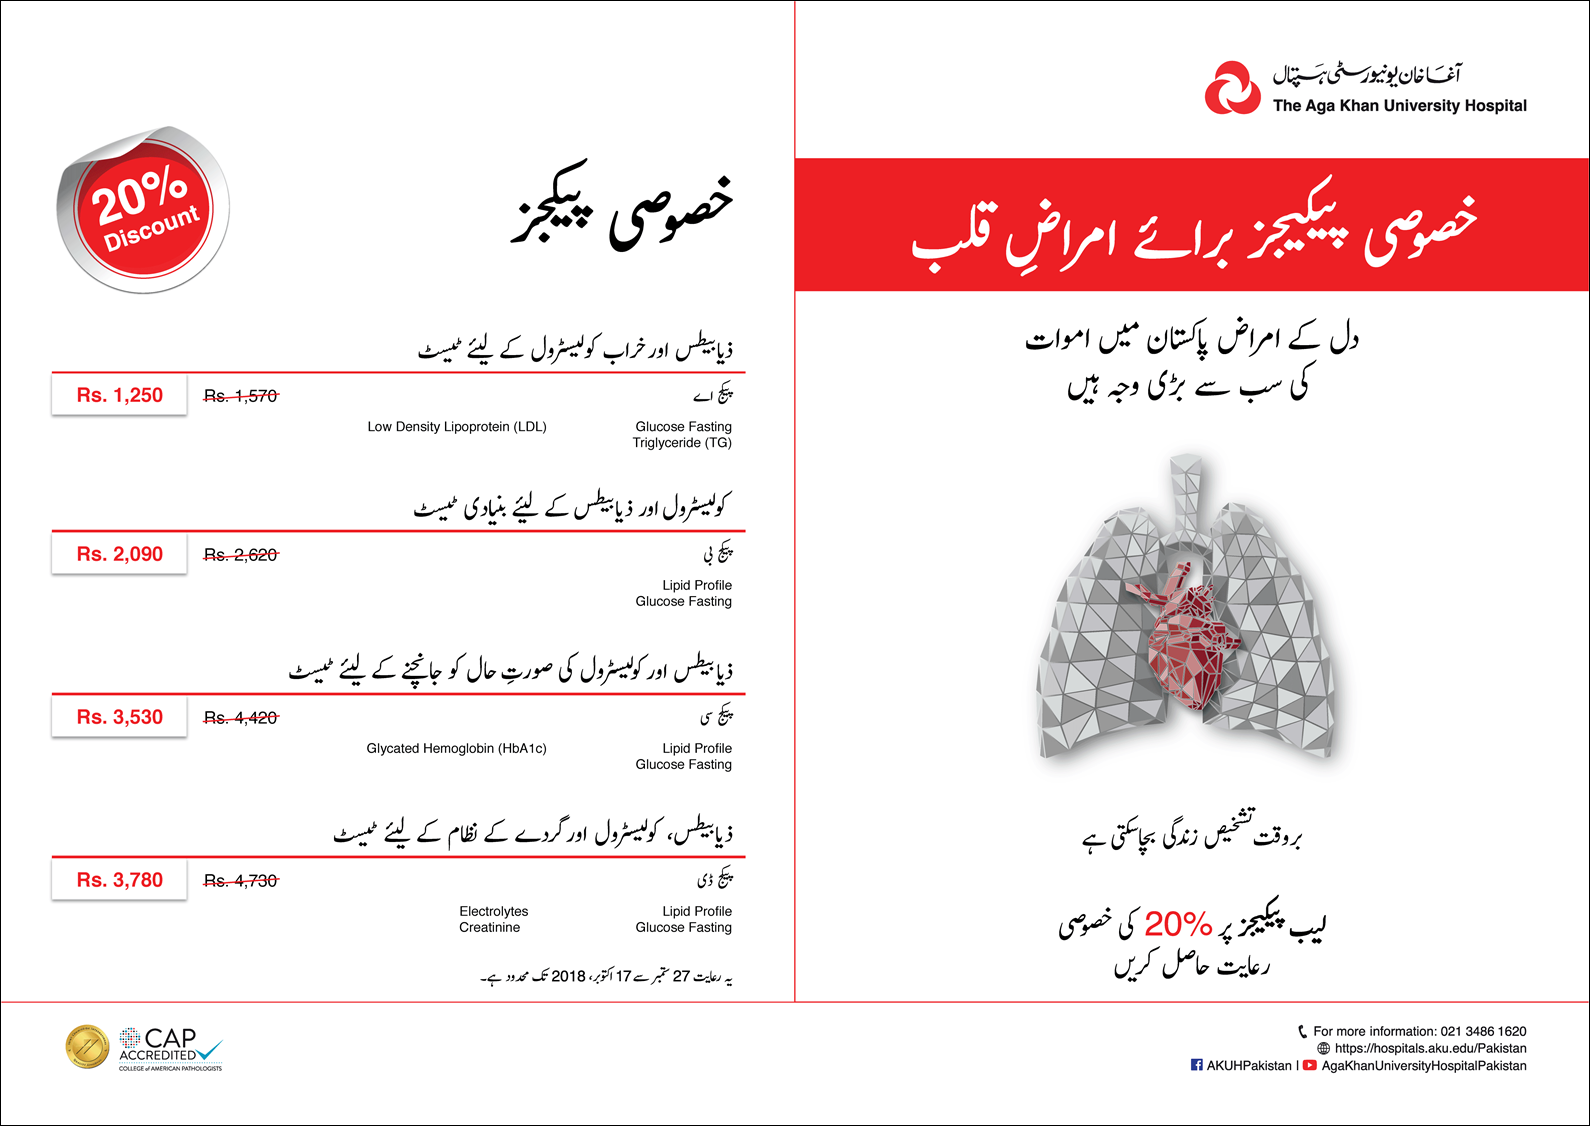 آغا خان یونیورسٹی ہسپتال
The Aga Khan University Hospital
خصوصی پیکیجز برائے امراضِ قلب
دل کے امراض پاکستان میں اموات
کی سب سے بڑی وجہ ہیں
بروقت تشخیص زندگی بچاسکتی ہے
لیب پیکیجز پر 20% کی خصوصی
رعایت حاصل کریں
For more information: 021 3486 1620
https://hospitals.aku.edu/Pakistan
AKUHPakistan | AgaKhanUniversityHospitalPakistan
20%
Discount
خصوصی پیکجز
ذیابیطس اور خراب کولیسٹرول کے لیئے ٹیسٹ
پیکج اے
Rs. 1,570
Rs. 1,250
Glucose Fasting
Triglyceride (TG)
Low Density Lipoprotein (LDL)
کولیسٹرول اور ذیابیطس کے لیئے بنیادی ٹیسٹ
پیکج بی
Rs. 2,620
Rs. 2,090
Lipid Profile
Glucose Fasting
ذیابیطس اور کولیسٹرول کی صورتِ حال کو جانچنے کے لیئے ٹیسٹ
پیکج سی
Rs. 4,420
Rs. 3,530
Lipid Profile
Glucose Fasting
Glycated Hemoglobin (HbA1c)
ذیابیطس، کولیسٹرول اور گردے کے نظام کے لیئے ٹیسٹ
پیکج ڈی
Rs. 4,730
Rs. 3,780
Lipid Profile
Glucose Fasting
Electrolytes
Creatinine
یہ رعایت 27 ستمبر سے 17 اکتوبر، 2018 تک محدود ہے۔
CAP
ACCREDITED
COLLEGE of AMERICAN PATHOLOGISTS